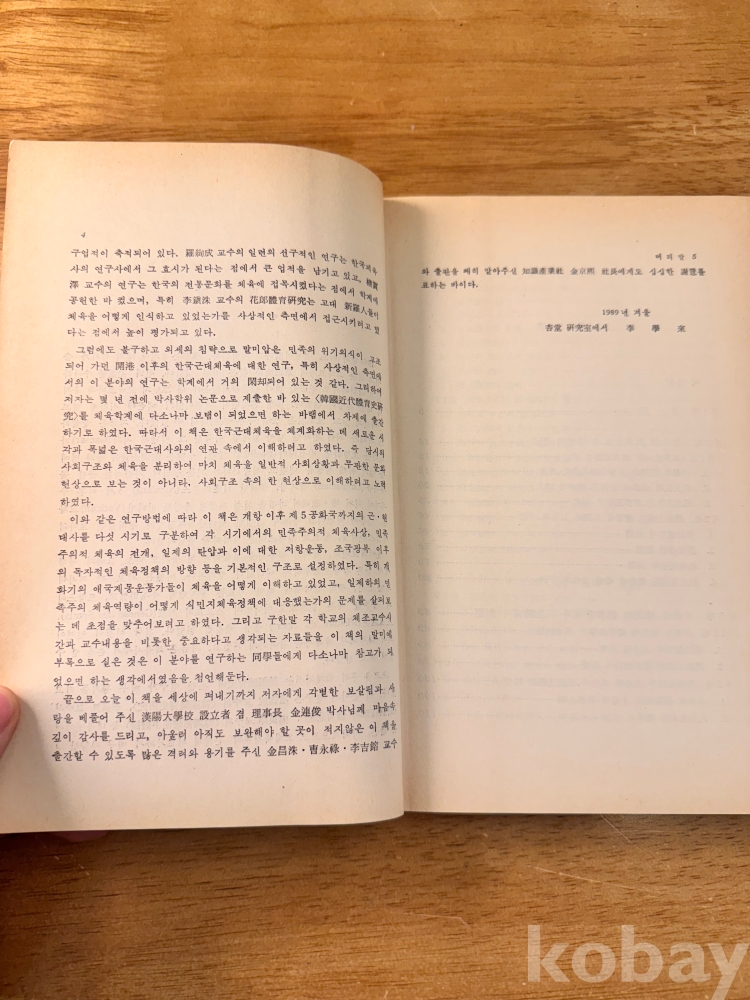 4
구업적이 축적되어 있다. 羅絢成 교수의 일련의 선구적인 연구는 한국체육
사의 연구사에서 그 효시가 된다는 점에서 큰 업적을 남기고 있고,
澤 교수의 연구는 한국의 전통문화를 체육에 접목시켰다는 점에서 학계에
공헌한 바 컸으며, 특히 李 洙 교수의 花郞體育硏究는 고대 新羅人들이
체육을 어떻게 인식하고 있었는가를 사상적인 측면에서 접근시키려고 했
다는 점에서 높이 평가되고 있다.
그럼에도 불구하고 외세의 침략으로 말미암은 민족의 위기의식이 고조
되어 가던 開港 이후의 한국근대체육에 대한 연구, 특히 사상적인 측면에
서의 이 분야의 연구는 학계에서 거의 閑却되어 있는 것 같다. 그리하여
저자는 몇 년 전에 박사학위 논문으로 제출한 바 있는 〈韓國近代體育史硏
究〉를 체육학계에 다소나마 보탬이 되었으면 하는 바램에서 차제에 출간
하기로 하였다. 따라서 이 책은 한국근대체육을 체계화하는 데 새로운 시
각과 폭넓은 한국근대사와의 연관 속에서 이해하려고 하였다. 즉 당시의
사회구조와 체육을 분리하여 마치 체육을 일반적 사회상황과 무관한 문화
현상으로 보는 것이 아니라, 사회구조 속의 한 현상으로 이해하려고 노력
하였다.
이와 같은 연구방법에 따라 이 책은 개항 이후 제 5 공화국까지의 근·현
대사를 다섯 시기로 구분하여 각 시기에서의 민족주의적 체육사상, 민족
주의적 체육의 전개, 일제의 탄압과 이에 대한 저항운동, 조국광복 이후
의 독자적인 체육정책의 방향 등을 기본적인 구조로 설정하였다. 특히 개
화기의 애국계몽운동가들이 체육을 어떻게 이해하고 있었고, 일제하의 민
족주의 체육역량이 어떻게 식민지체육정책에 대응했는가의 문제를 살펴보
는 데 초점을 맞추어보려고 하였다. 그리고 구한말 각 학교의 체조교수시
간과 교수내용을 비롯한 중요하다고 생각되는 자료들을 이 책의 말미에
부록으로 실은 것은 이 분야를 연구하는 同學들에게 다소나마 참고가 되
었으면 하는 생각에서였음을 첨언해둔다.
끝으로 오늘 이 책을 세상에 펴내기까지 저자에게 각별한 보살핌과 사
랑을 베풀어 주신 漢陽大學校 設立者 겸 理事長 金連俊 박사님께 마음속
깊이 감사를 드리고, 아울러 아직도 보완해야 할 곳이 적지않은 이 책을
출간할 수 있도록 많은 격려와 용기를 주신 金昌洙·曺永祿·李吉鎔 교수
머리말 5
와 출판을 쾌히 맡아주신 知識產業社 金京熙 社長에게도 심심한 謝意를
표하는 바이다.
1989년 겨울
杏堂 硏究室에서 李 學 來
kobay